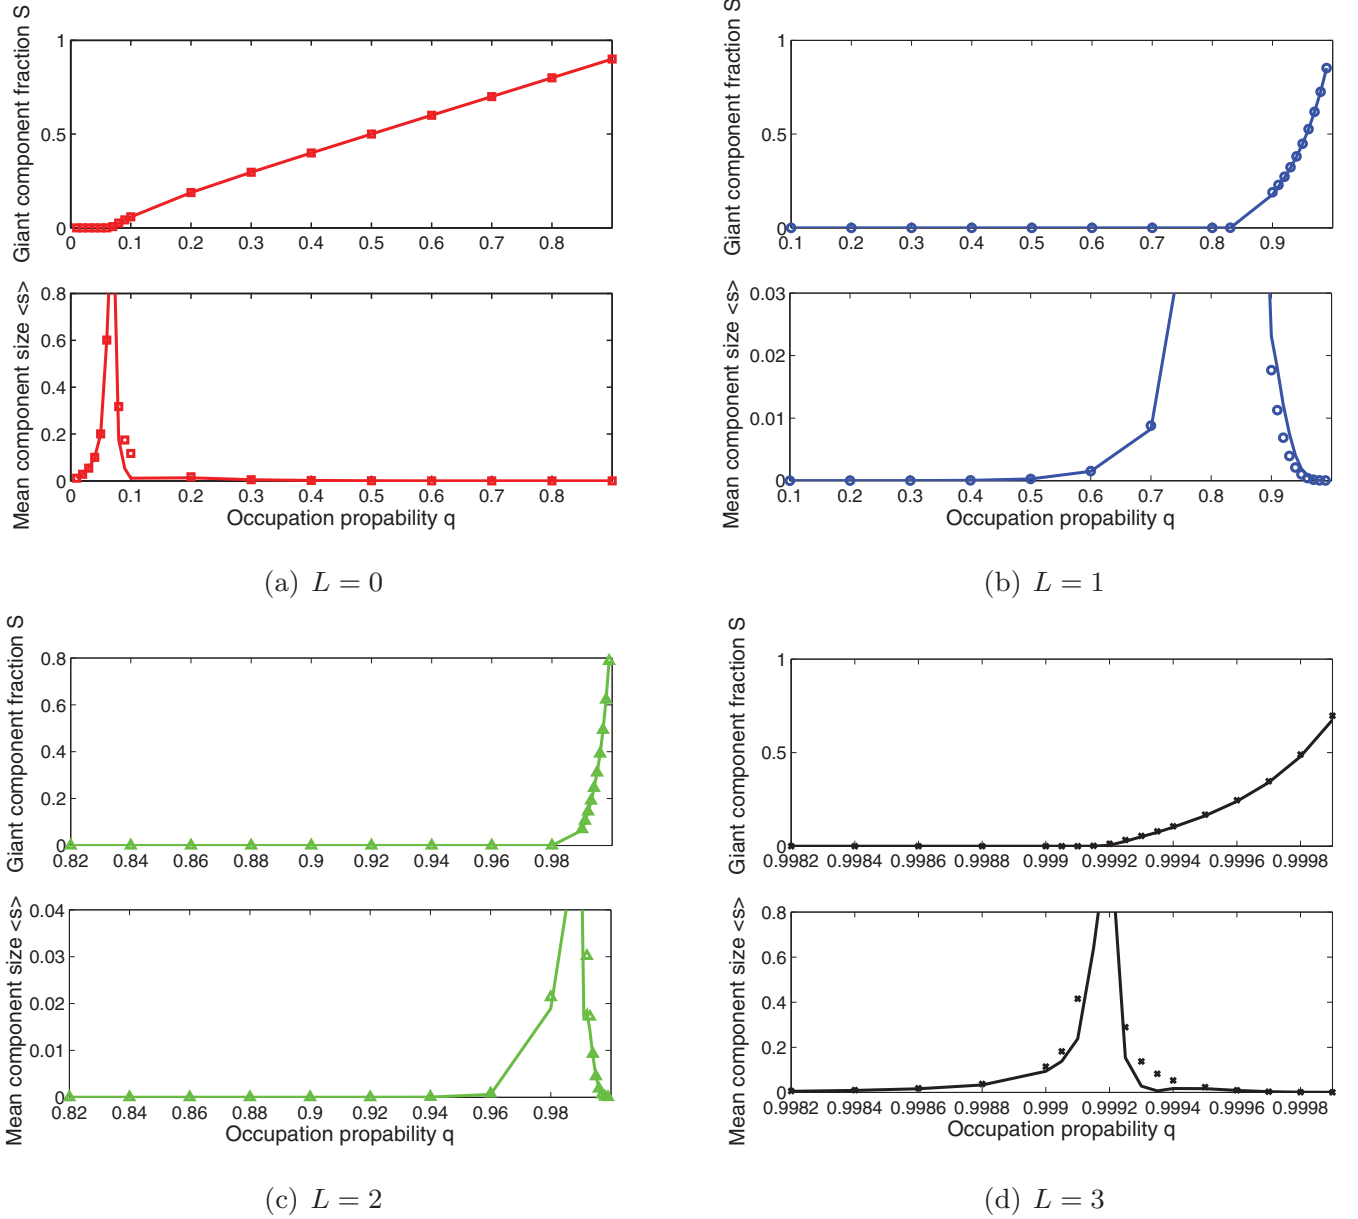 Giant component fraction S
1
0.5
0
0 0.1 0.2 0.3 0.4 0.5 0.6 0.7 0.8
Mean component size <s>
0.8
0.6
0.4
0.2
0
0 0.1 0.2 0.3 0.4 0.5 0.6 0.7 0.8
Occupation propability q
(a) L = 0
Giant component fraction S
1
0.5
0
0.1 0.2 0.3 0.4 0.5 0.6 0.7 0.8 0.9
Mean component size <s>
0.03
0.02
0.01
0
0.1 0.2 0.3 0.4 0.5 0.6 0.7 0.8 0.9
Occupation propability q
(b) L = 1
Giant component fraction S
0.8
0.6
0.4
0.2
0
0.82 0.84 0.86 0.88 0.9 0.92 0.94 0.96 0.98
Mean component size <s>
0.04
0.03
0.02
0.01
0
0.82 0.84 0.86 0.88 0.9 0.92 0.94 0.96 0.98
Occupation propability q
(c) L = 2
Giant component fraction S
1
0.5
0
0.9982 0.9984 0.9986 0.9988 0.999 0.9992 0.9994 0.9996 0.9998
Mean component size <s>
0.8
0.6
0.4
0.2
0
0.9982 0.9984 0.9986 0.9988 0.999 0.9992 0.9994 0.9996 0.9998
Occupation propability q
(d) L = 3